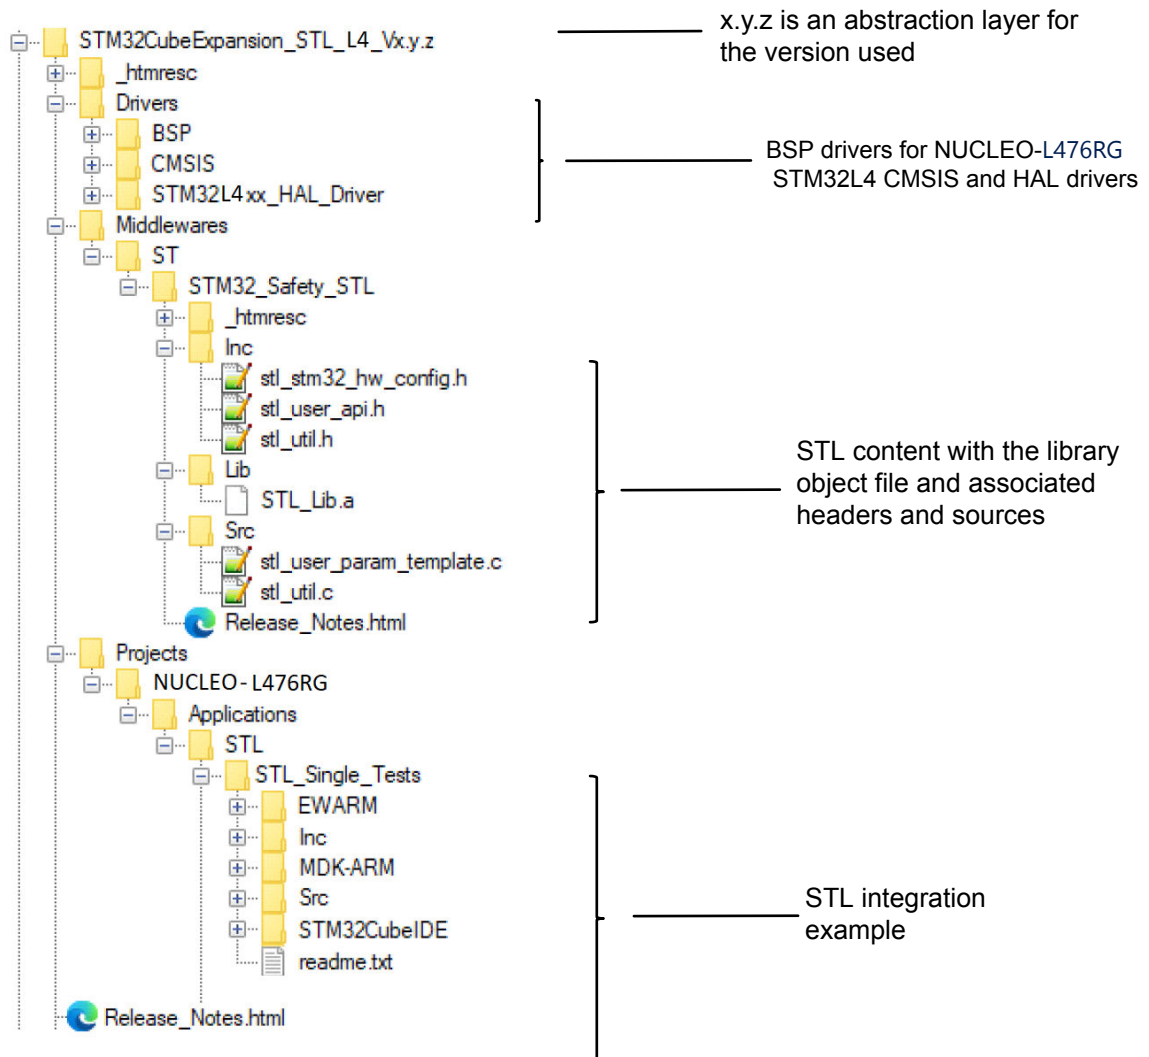 STM32CubeExpansion_STL_L4_Vx.y.z
x.y.z is an abstraction layer for
the version used
_htmresc
Drivers
BSP
CMSIS
STM32L4xx_HAL_Driver
BSP drivers for NUCLEO-L476RG
STM32L4 CMSIS and HAL drivers
Middlewares
ST
STM32_Safety_STL
_htmresc
Inc
stl_stm32_hw_config.h
stl_user_api.h
stl_util.h
Lib
STL_Lib.a
Src
stl_user_param_template.c
stl_util.c
Release_Notes.html
STL content with the library
object file and associated
headers and sources
Projects
NUCLEO-L476RG
Applications
STL
STL_Single_Tests
EWARM
Inc
MDK-ARM
Src
STM32CubeIDE
readme.txt
STL integration
example
Release_Notes.html